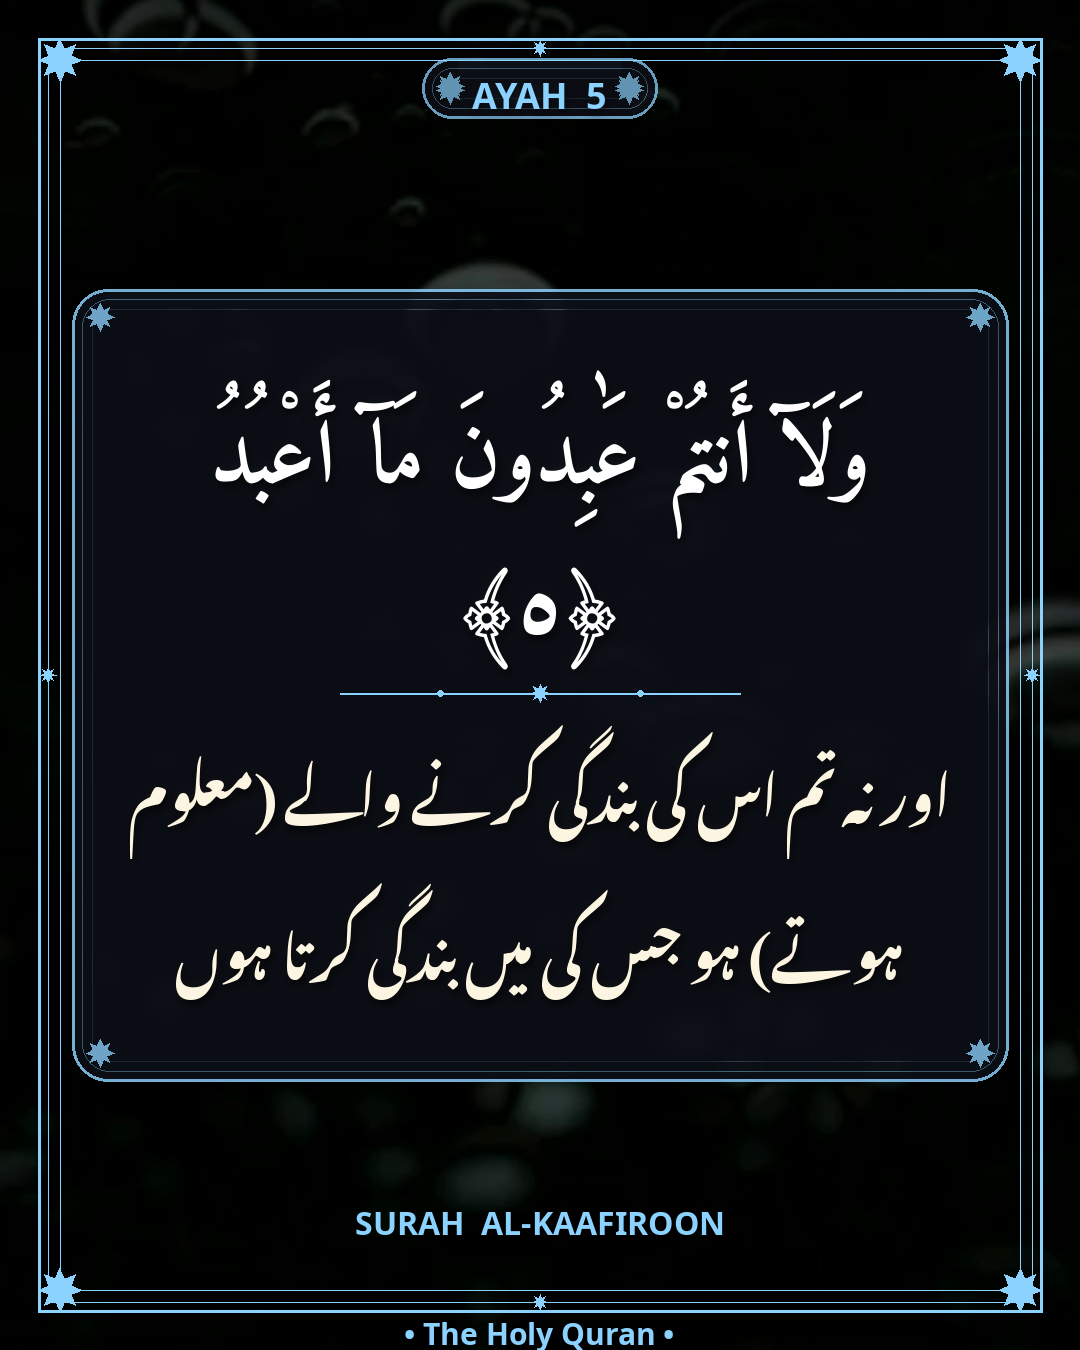 AYAH 5
وَلَآ أَنتُمْ عَٰبِدُونَ مَآ أَعْبُدُ
﴿٥﴾
اور نہ تم اس کی بندگی کرنے والے (معلوم
ہوتے) ہو جس کی میں بندگی کرتا ہوں
SURAH AL-KAAFIROON
• The Holy Quran •